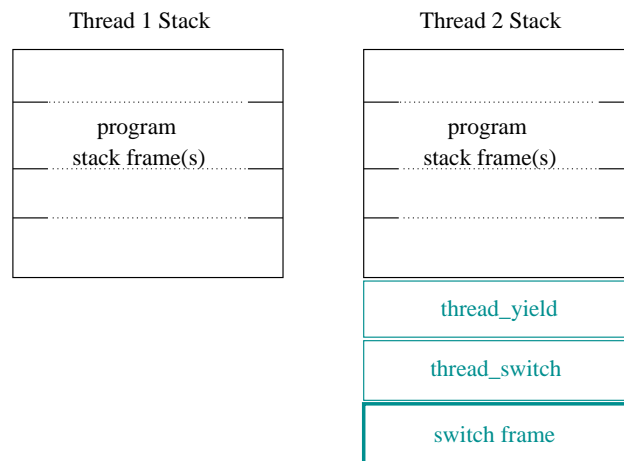 Thread 1 Stack
program
stack frame(s)
Thread 2 Stack
program
stack frame(s)
thread_yield
thread_switch
switch frame